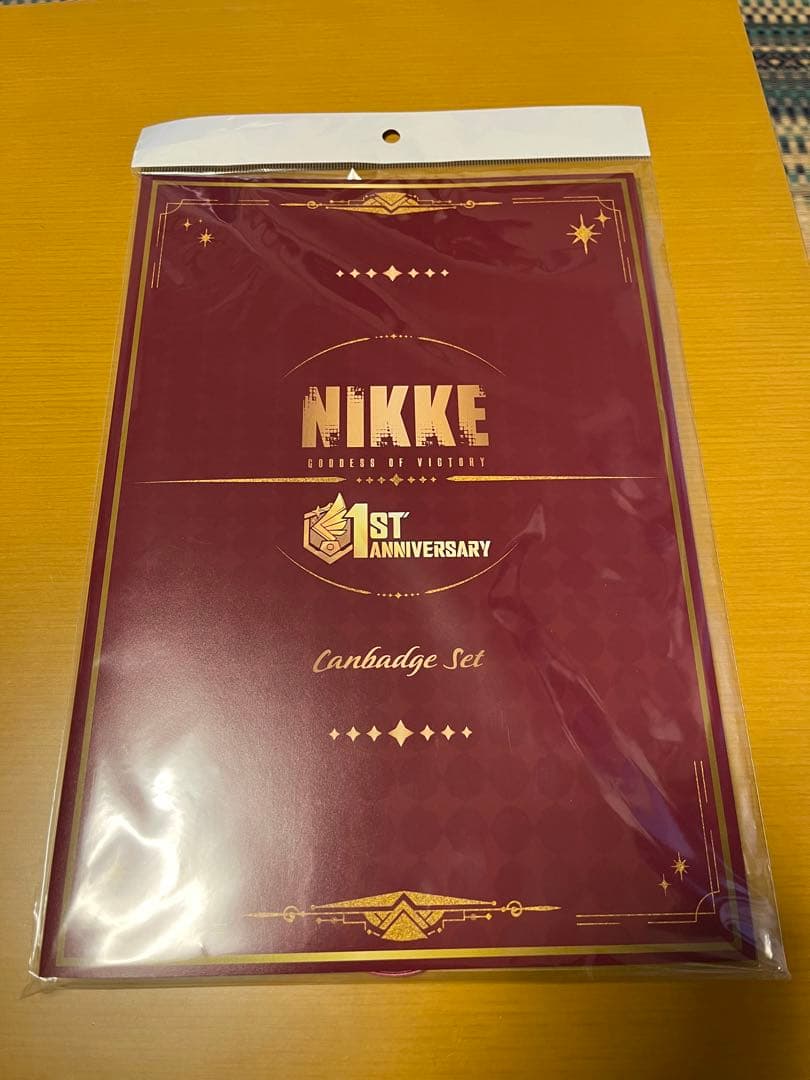 NIKKE
GODDESS OF VICTORY
1ST
ANNIVERSARY
Canbadge Set